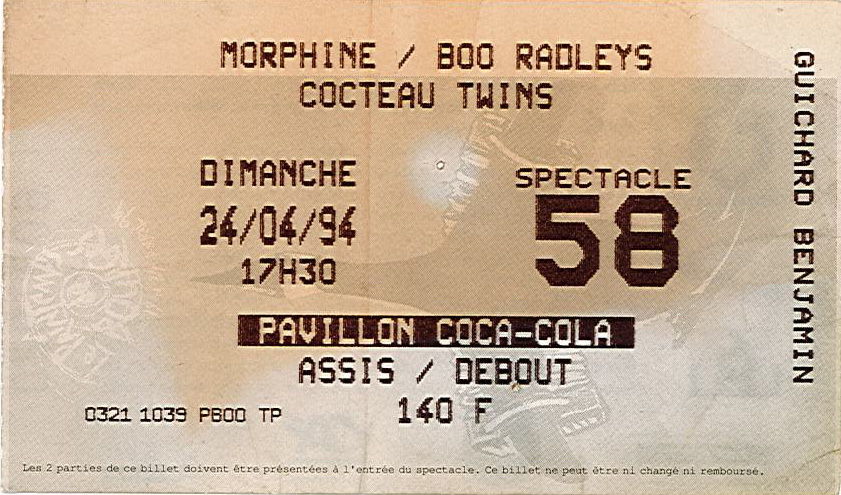 MORPHINE / BOO RADLEYS
COCTEAU TWINS
DIMANCHE
24/04/94
17H30
SPECTACLE
58
PAVILLON COCA-COLA
ASSIS / DEBOUT
140 F
0321 1039 PB00 TP
Les 2 parties de ce billet doivent être présentées à l'entrée du spectacle. Ce billet ne peut être ni changé ni remboursé.
GUICHARD BENJAMIN